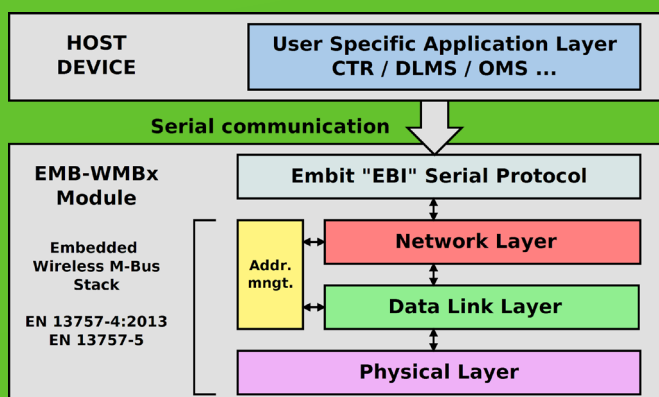 HOST
DEVICE
User Specific Application Layer
CTR / DLMS / OMS ...
Serial communication
EMB-WMBx
Module
Embit "EBI" Serial Protocol
Embedded
Wireless M-Bus
Stack
EN 13757-4:2013
EN 13757-5
Addr.
mngt.
Network Layer
Data Link Layer
Physical Layer